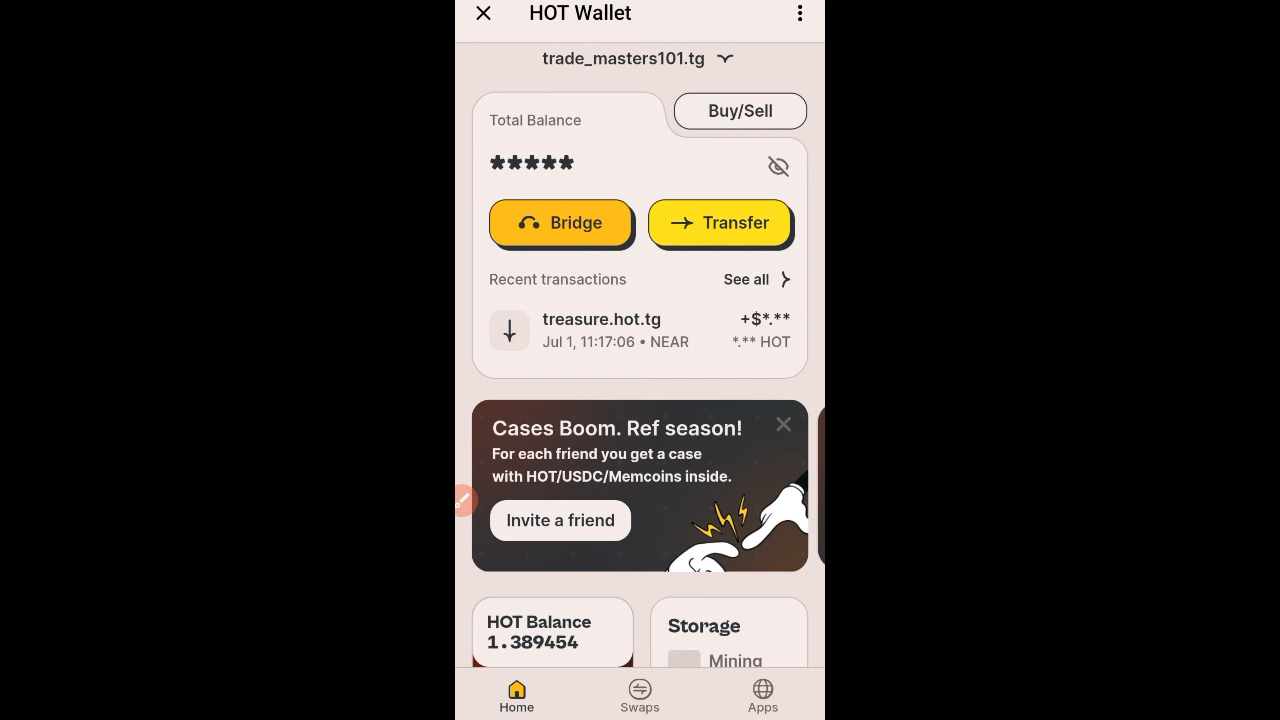 HOT Wallet
trade_masters101.tg
Total Balance
Buy/Sell
*****
Bridge
Transfer
Recent transactions
See all
treasure.hot.tg
+$*.**
Jul 1, 11:17:06 • NEAR
*.** HOT
Cases Boom. Ref season!
For each friend you get a case
with HOT/USDC/Memcoins inside.
Invite a friend
HOT Balance
1.389454
Storage
Mining
Home
Swaps
Apps